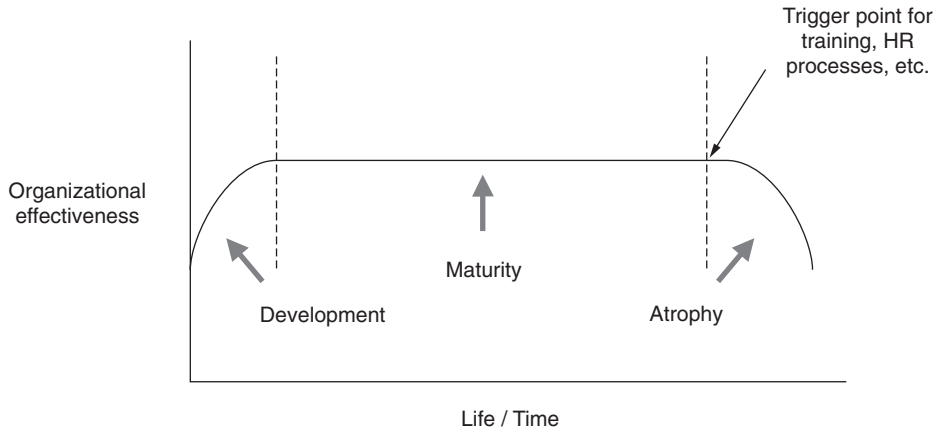 Trigger point for
training, HR
processes, etc.
Organizational
effectiveness
Maturity
Development
Atrophy
Life / Time